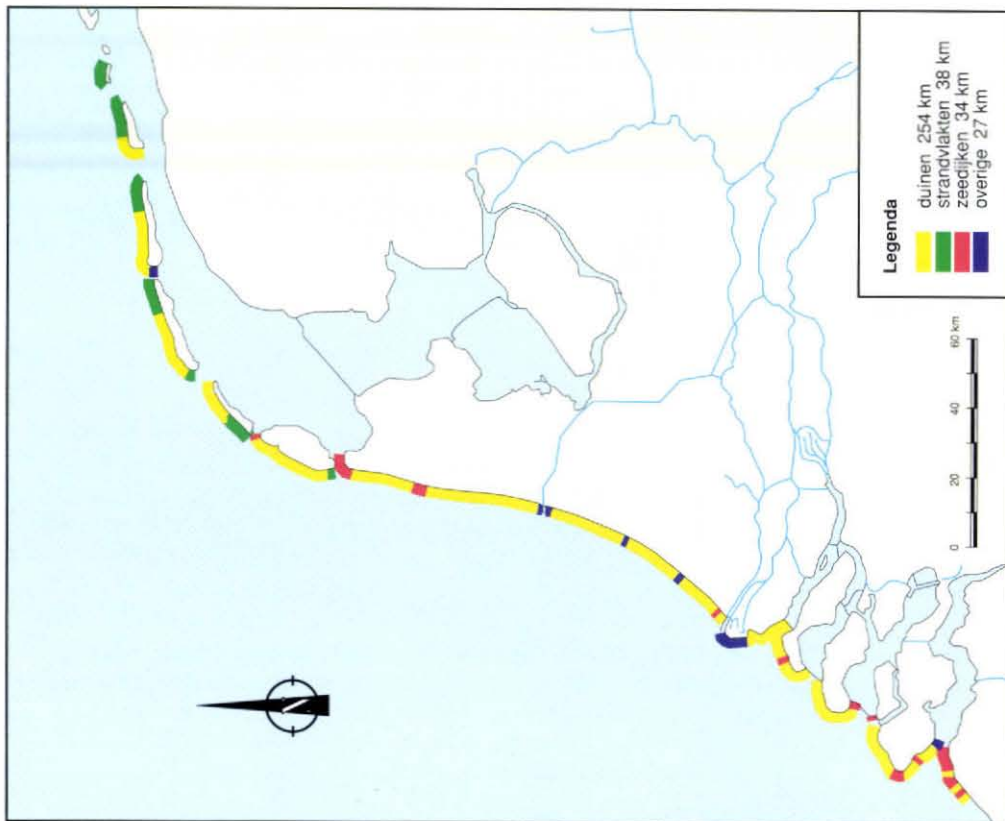 Legenda
duinen 254 km
strandvlakten 38 km
zeedijken 34 km
overige 27 km
0 20 40 60 km